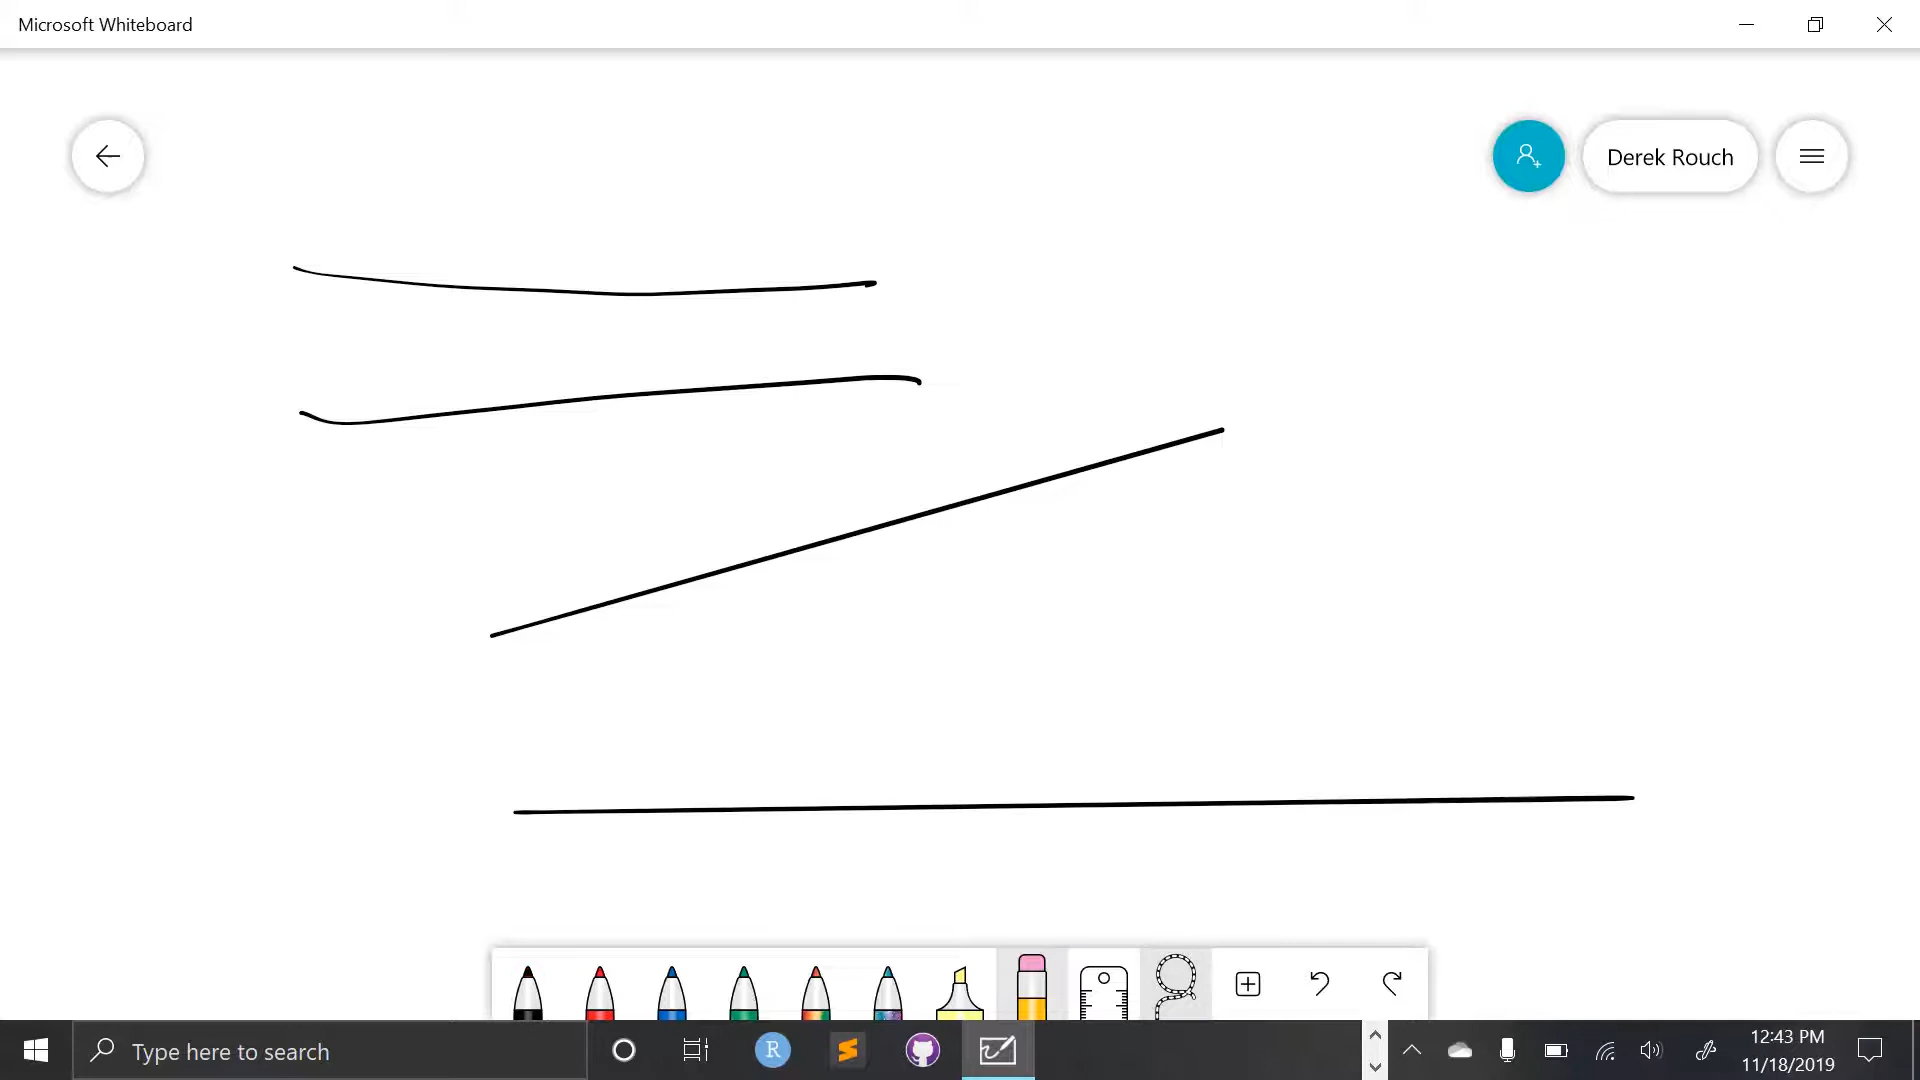 Microsoft Whiteboard
Derek Rouch
Type here to search
R
12:43 PM
11/18/2019